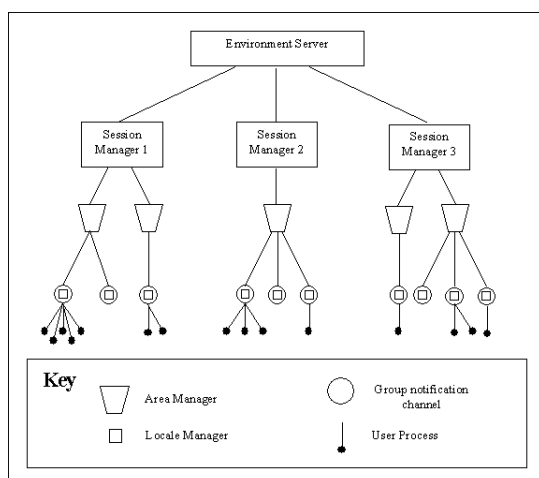 Environment Server
Session
Manager 1
Session
Manager 2
Session
Manager 3
Key
Area Manager
Group notification
channel
Locale Manager
User Process